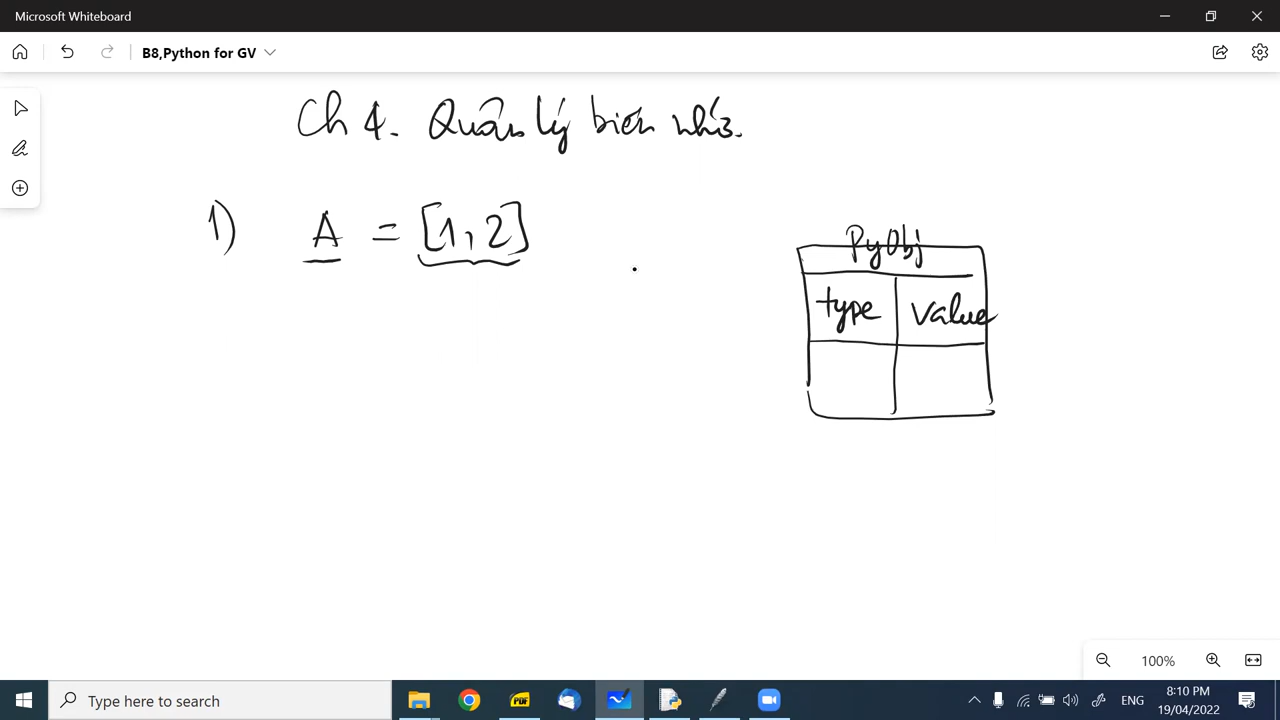 Microsoft Whiteboard
B8,Python for GV
Ch 4. Quản lý biến nhớ.
1) A = [1, 2]
PyObj
type value
100%
Type here to search
PDF
ENG
8:10 PM
19/04/2022